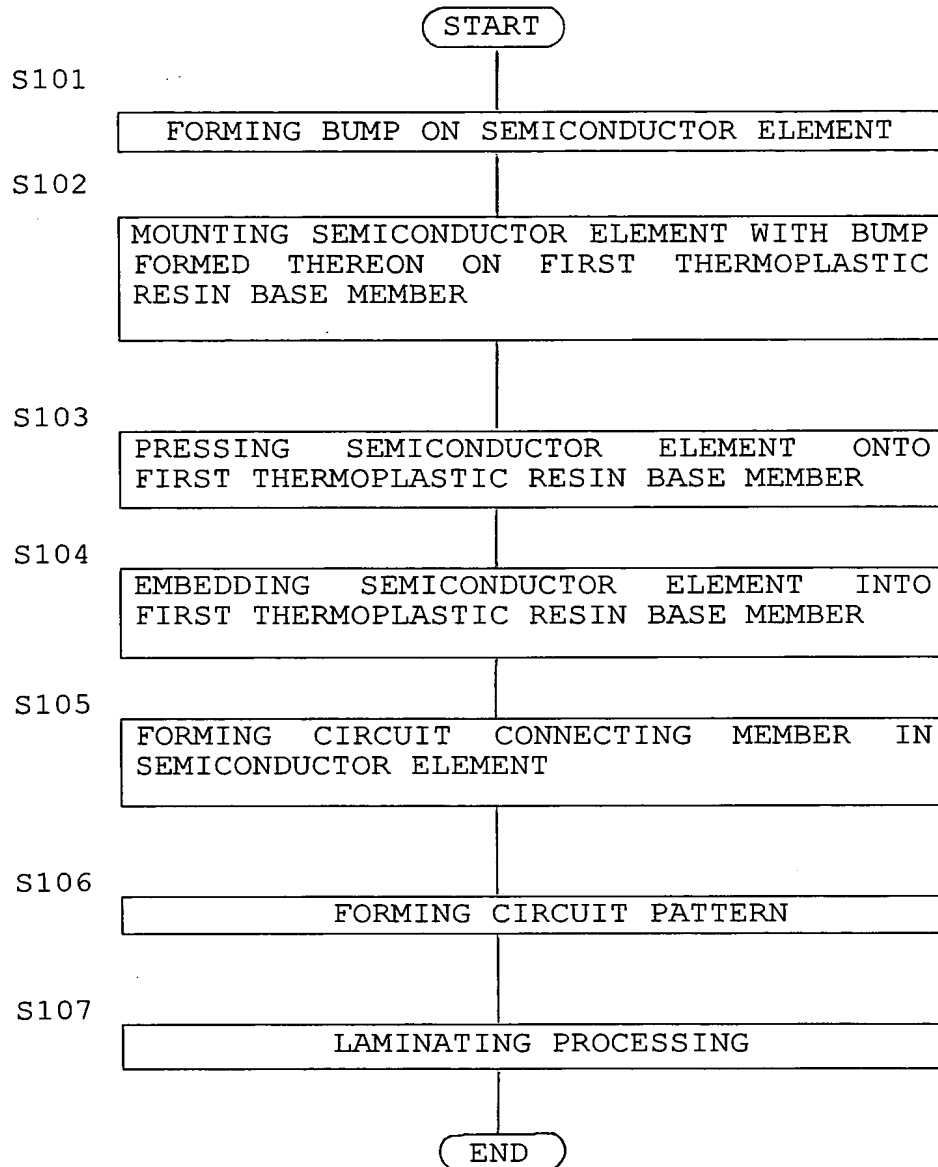 START
S101
FORMING BUMP ON SEMICONDUCTOR ELEMENT
S102
MOUNTING SEMICONDUCTOR ELEMENT WITH BUMP
FORMED THEREON ON FIRST THERMOPLASTIC
RESIN BASE MEMBER
S103
PRESSING SEMICONDUCTOR ELEMENT ONTO
FIRST THERMOPLASTIC RESIN BASE MEMBER
S104
EMBEDDING SEMICONDUCTOR ELEMENT INTO
FIRST THERMOPLASTIC RESIN BASE MEMBER
S105
FORMING CIRCUIT CONNECTING MEMBER IN
SEMICONDUCTOR ELEMENT
S106
FORMING CIRCUIT PATTERN
S107
LAMINATING PROCESSING
END